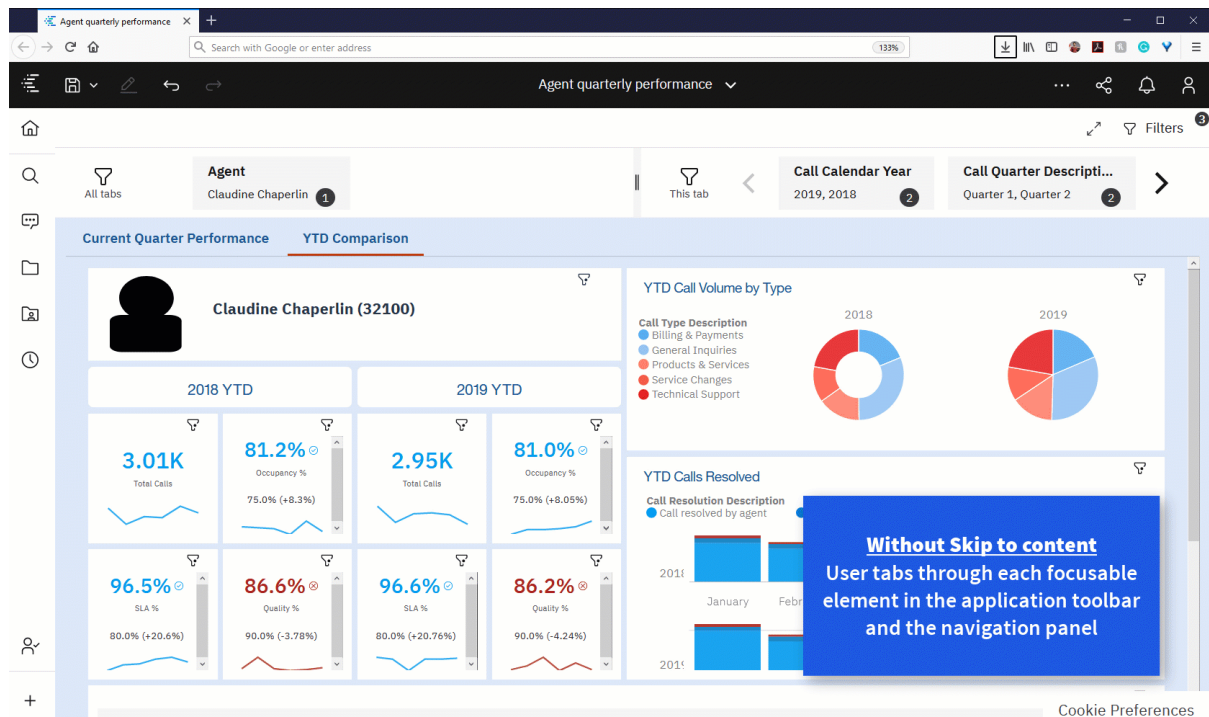 Agent quarterly performance
Search with Google or enter address
133%
Agent quarterly performance
Filters
3
All tabs
Agent
Claudine Chaperlin
1
This tab
Call Calendar Year
2019, 2018
2
Call Quarter Descripti...
Quarter 1, Quarter 2
2
Current Quarter Performance
YTD Comparison
Claudine Chaperlin (32100)
2018 YTD
2019 YTD
3.01K
Total Calls
81.2%
Occupancy %
75.0% (+8.3%)
2.95K
Total Calls
81.0%
Occupancy %
75.0% (+8.05%)
96.5%
SLA %
80.0% (+20.6%)
86.6%
Quality %
90.0% (-3.78%)
96.6%
SLA %
80.0% (+20.76%)
86.2%
Quality %
90.0% (-4.24%)
YTD Call Volume by Type
Call Type Description
Billing & Payments
General Inquiries
Products & Services
Service Changes
Technical Support
2018
2019
YTD Calls Resolved
Call Resolution Description
Call resolved by agent
January
Without Skip to content
User tabs through each focusable
element in the application toolbar
and the navigation panel
Cookie Preferences